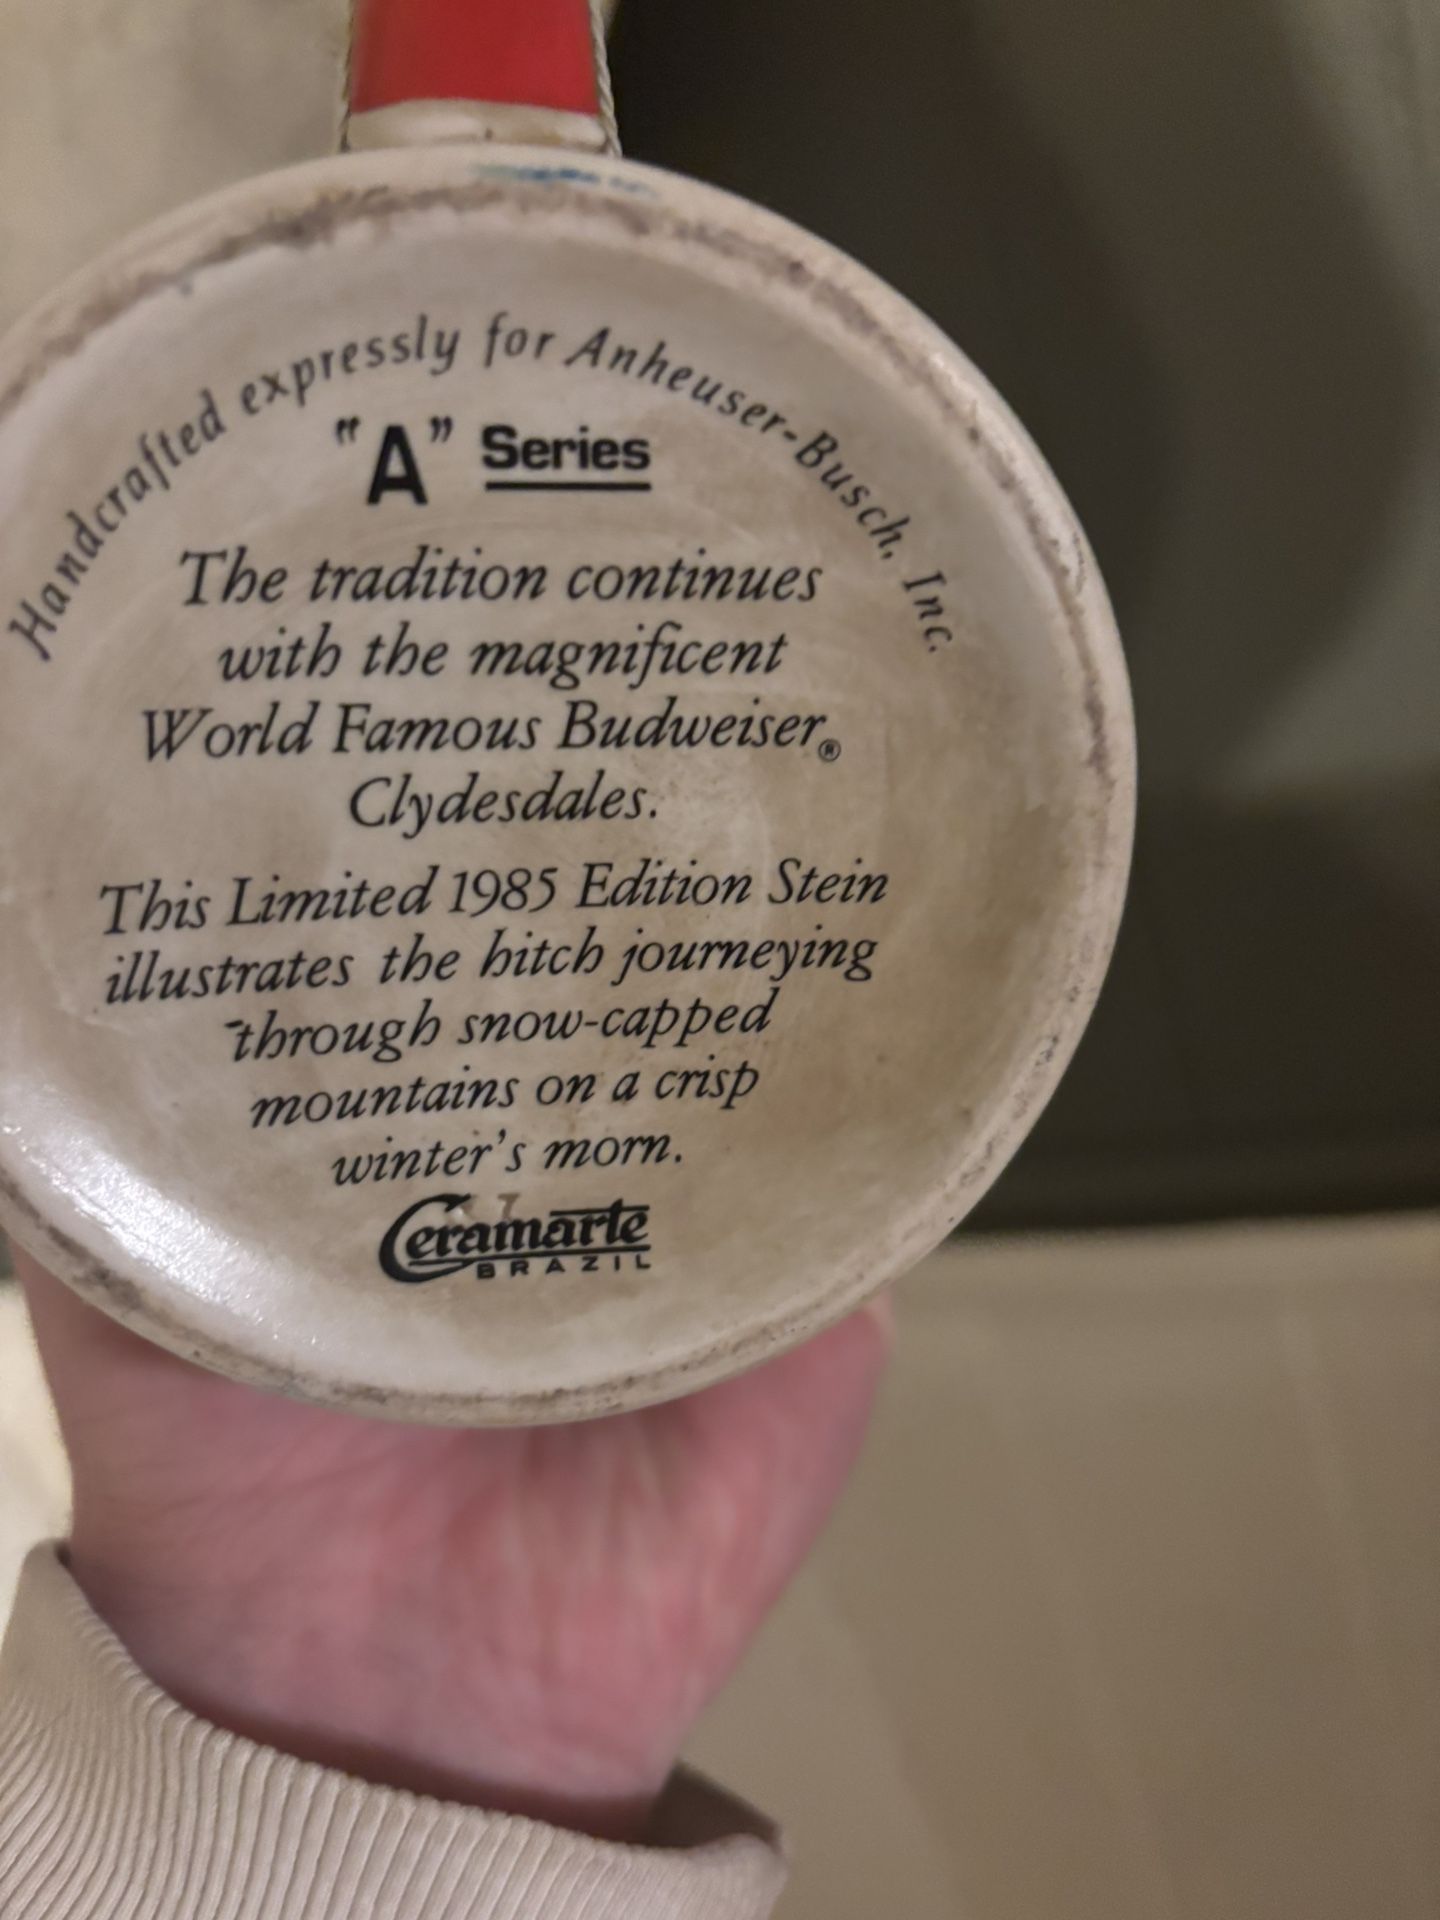 Handcrafted expressly for Anheuser-Busch, Inc.
"A" Series
The tradition continues
with the magnificent
World Famous Budweiser®
Clydesdales.
This Limited 1985 Edition Stein
illustrates the hitch journeying
through snow-capped
mountains on a crisp
winter's morn.
Ceramarte
BRAZIL